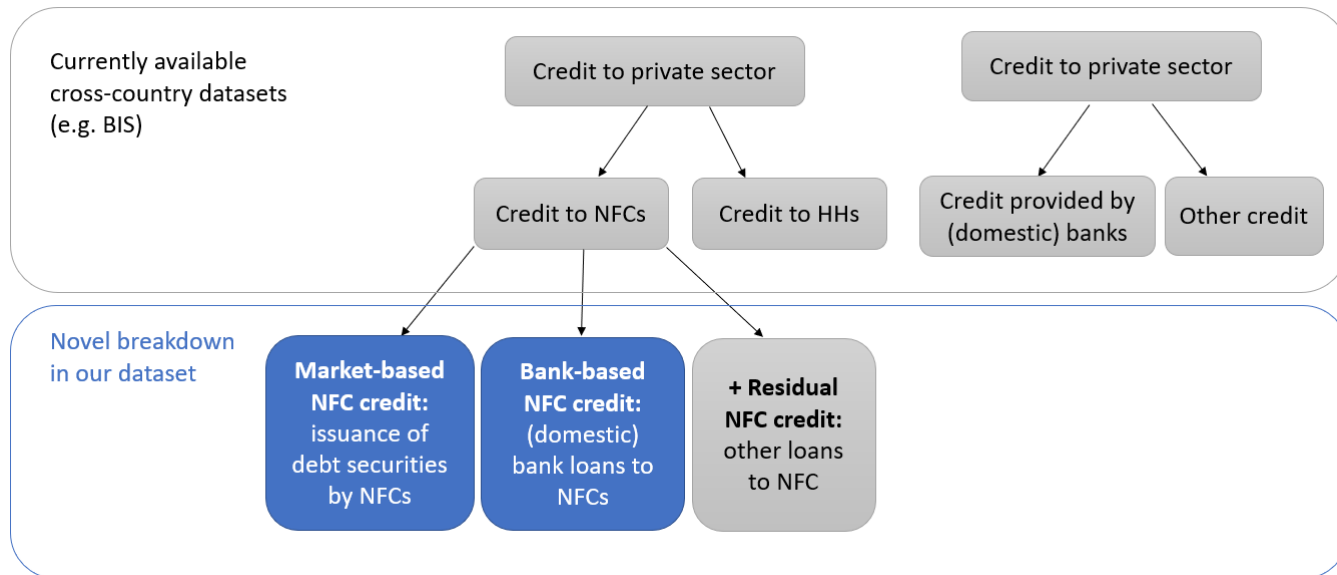 Currently available
cross-country datasets
(e.g. BIS)
Credit to private sector
Credit to private sector
Credit to NFCs
Credit to HHs
Credit provided by
(domestic) banks
Other credit
Novel breakdown
in our dataset
Market-based
NFC credit:
issuance of
debt securities
by NFCs
Bank-based
NFC credit:
(domestic)
bank loans to
NFCs
+ Residual
NFC credit:
other loans
to NFC